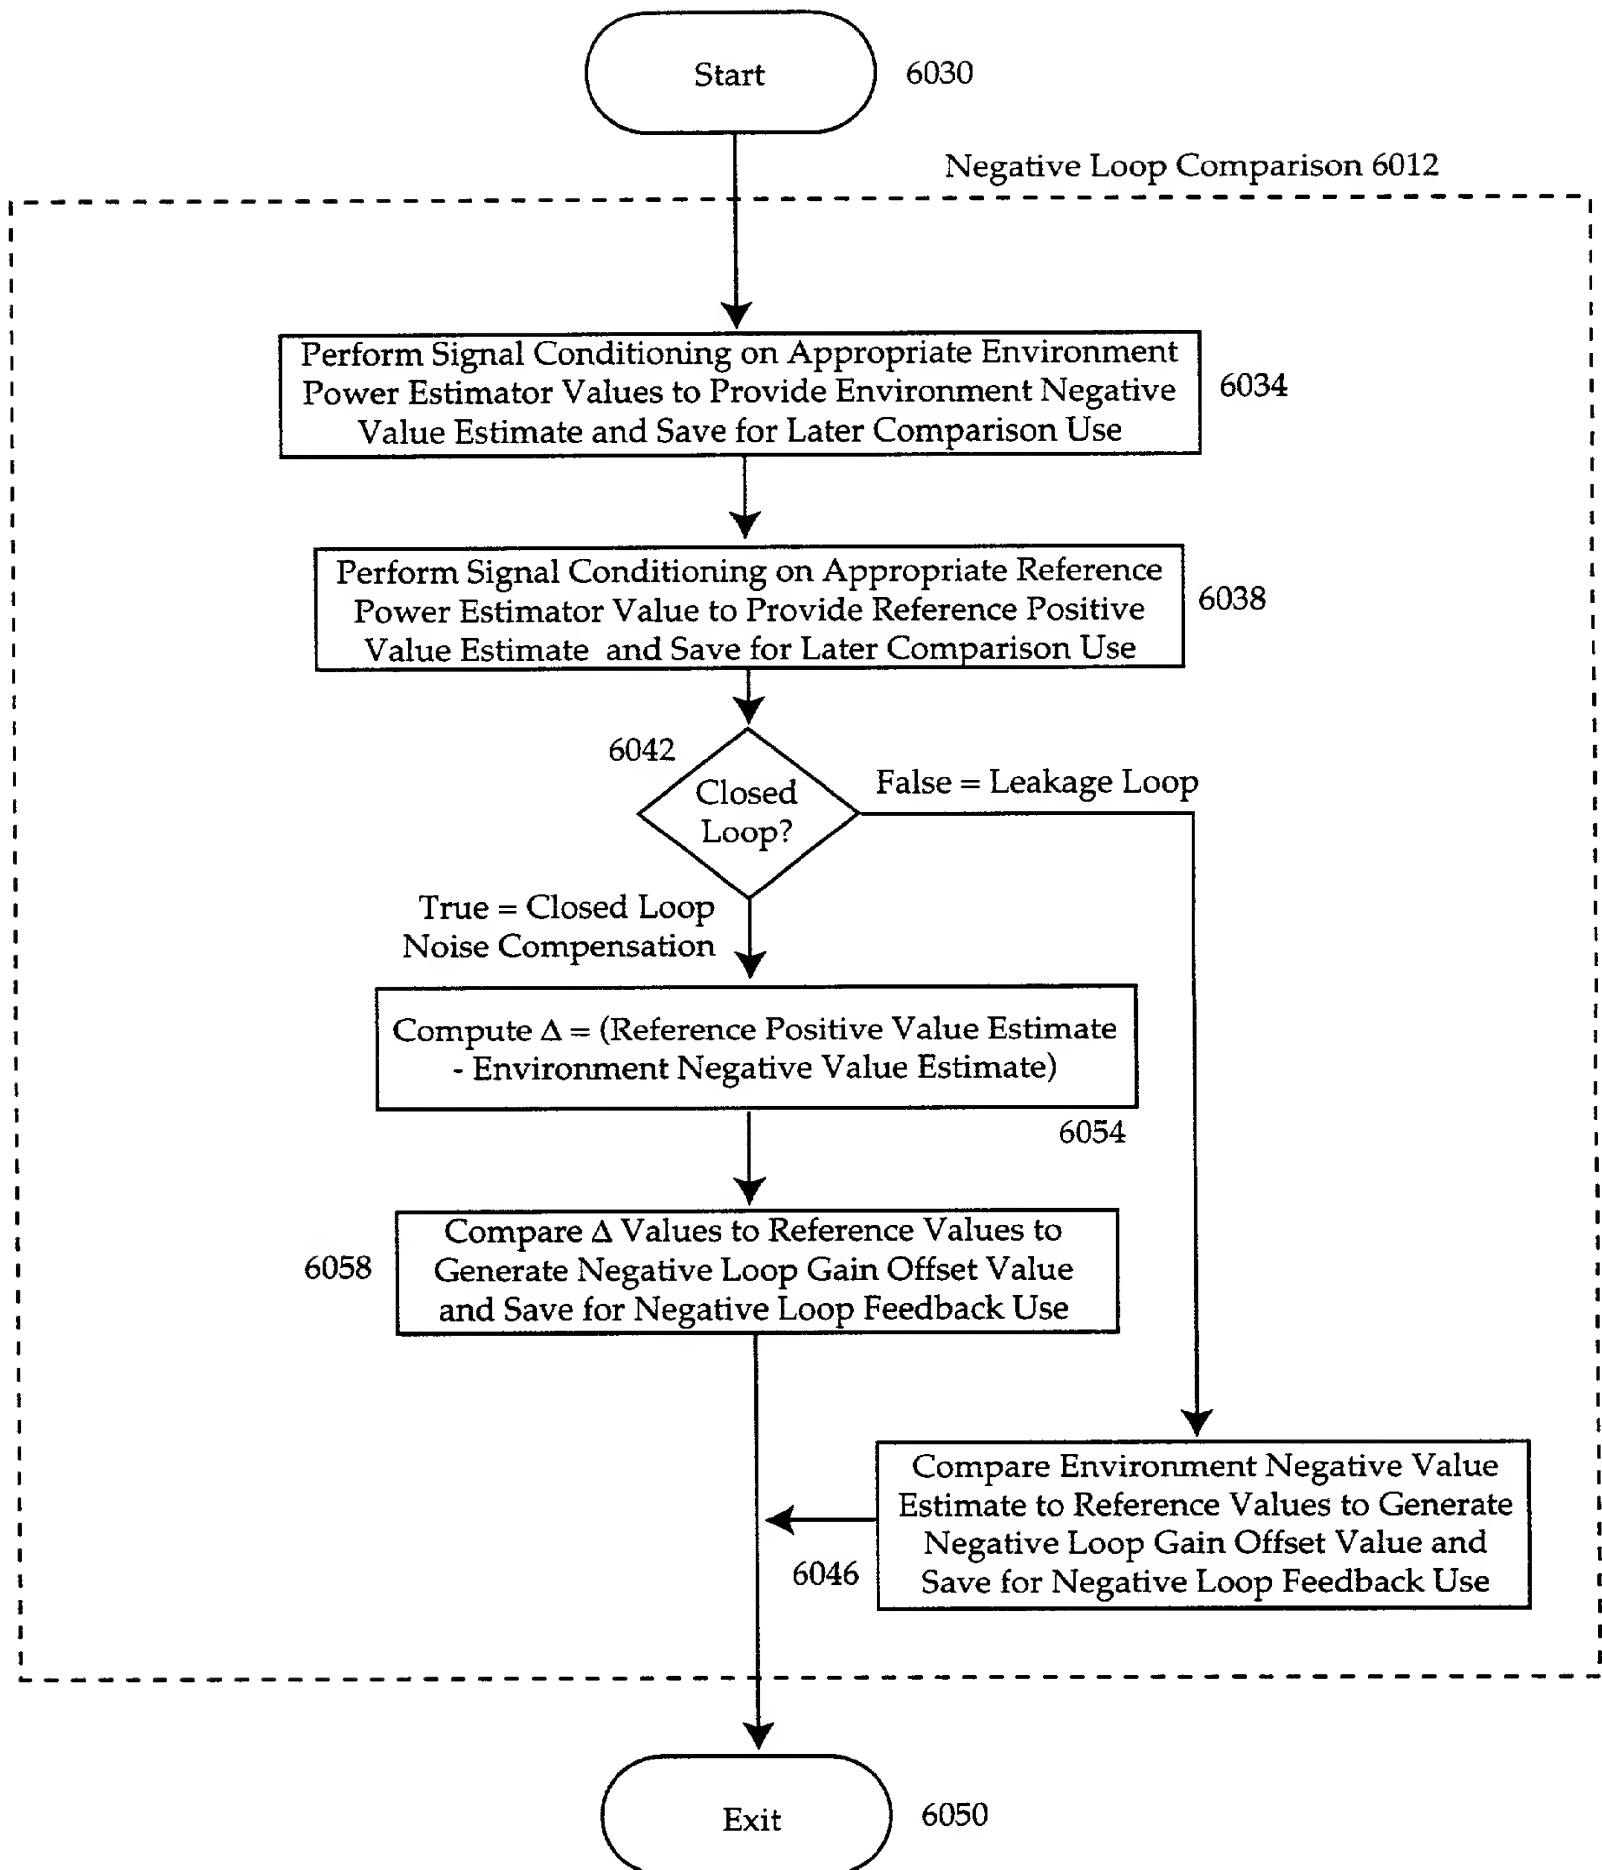 Start
6030
Negative Loop Comparison 6012
Perform Signal Conditioning on Appropriate Environment
Power Estimator Values to Provide Environment Negative
Value Estimate and Save for Later Comparison Use
6034
Perform Signal Conditioning on Appropriate Reference
Power Estimator Value to Provide Reference Positive
Value Estimate and Save for Later Comparison Use
6038
6042
Closed
Loop?
False = Leakage Loop
True = Closed Loop
Noise Compensation
Compute Δ = (Reference Positive Value Estimate
- Environment Negative Value Estimate)
6054
Compare Δ Values to Reference Values to
Generate Negative Loop Gain Offset Value
and Save for Negative Loop Feedback Use
6058
Compare Environment Negative Value
Estimate to Reference Values to Generate
Negative Loop Gain Offset Value and
Save for Negative Loop Feedback Use
6046
Exit
6050